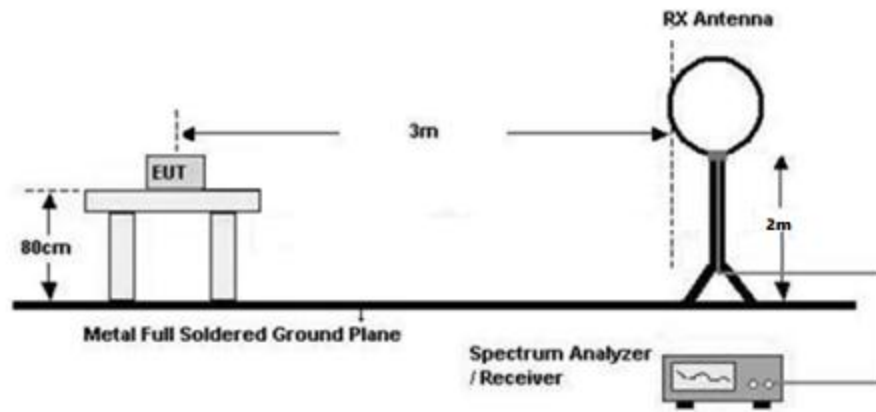 RX Antenna
3m
EUT
80cm
2m
Metal Full Soldered Ground Plane
Spectrum Analyzer
/ Receiver